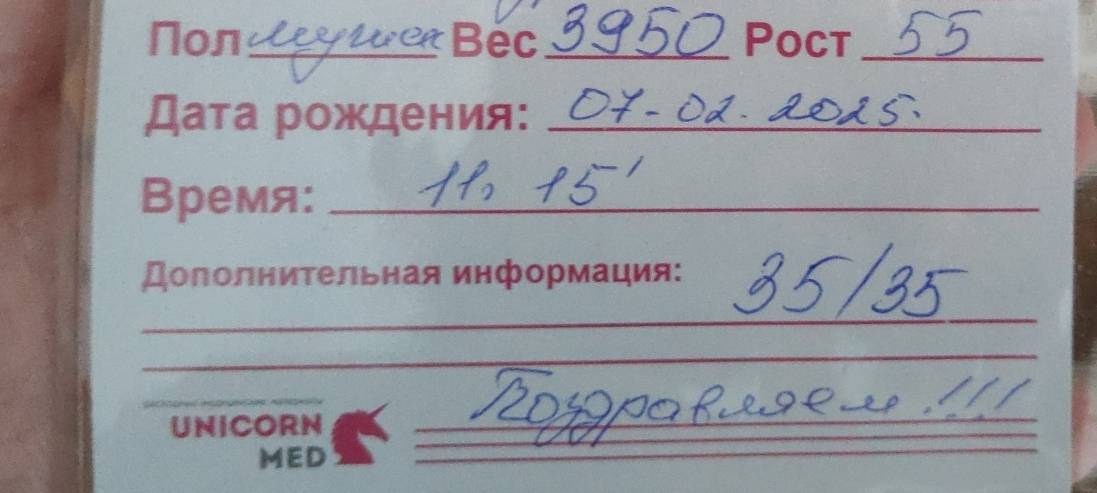 Пол мужск Вес 3950 Рост 55
Дата рождения: 07-02.2025.
Время: 11, 15'
Дополнительная информация: 35/35
Поздравляем!!!
UNICORN
MED